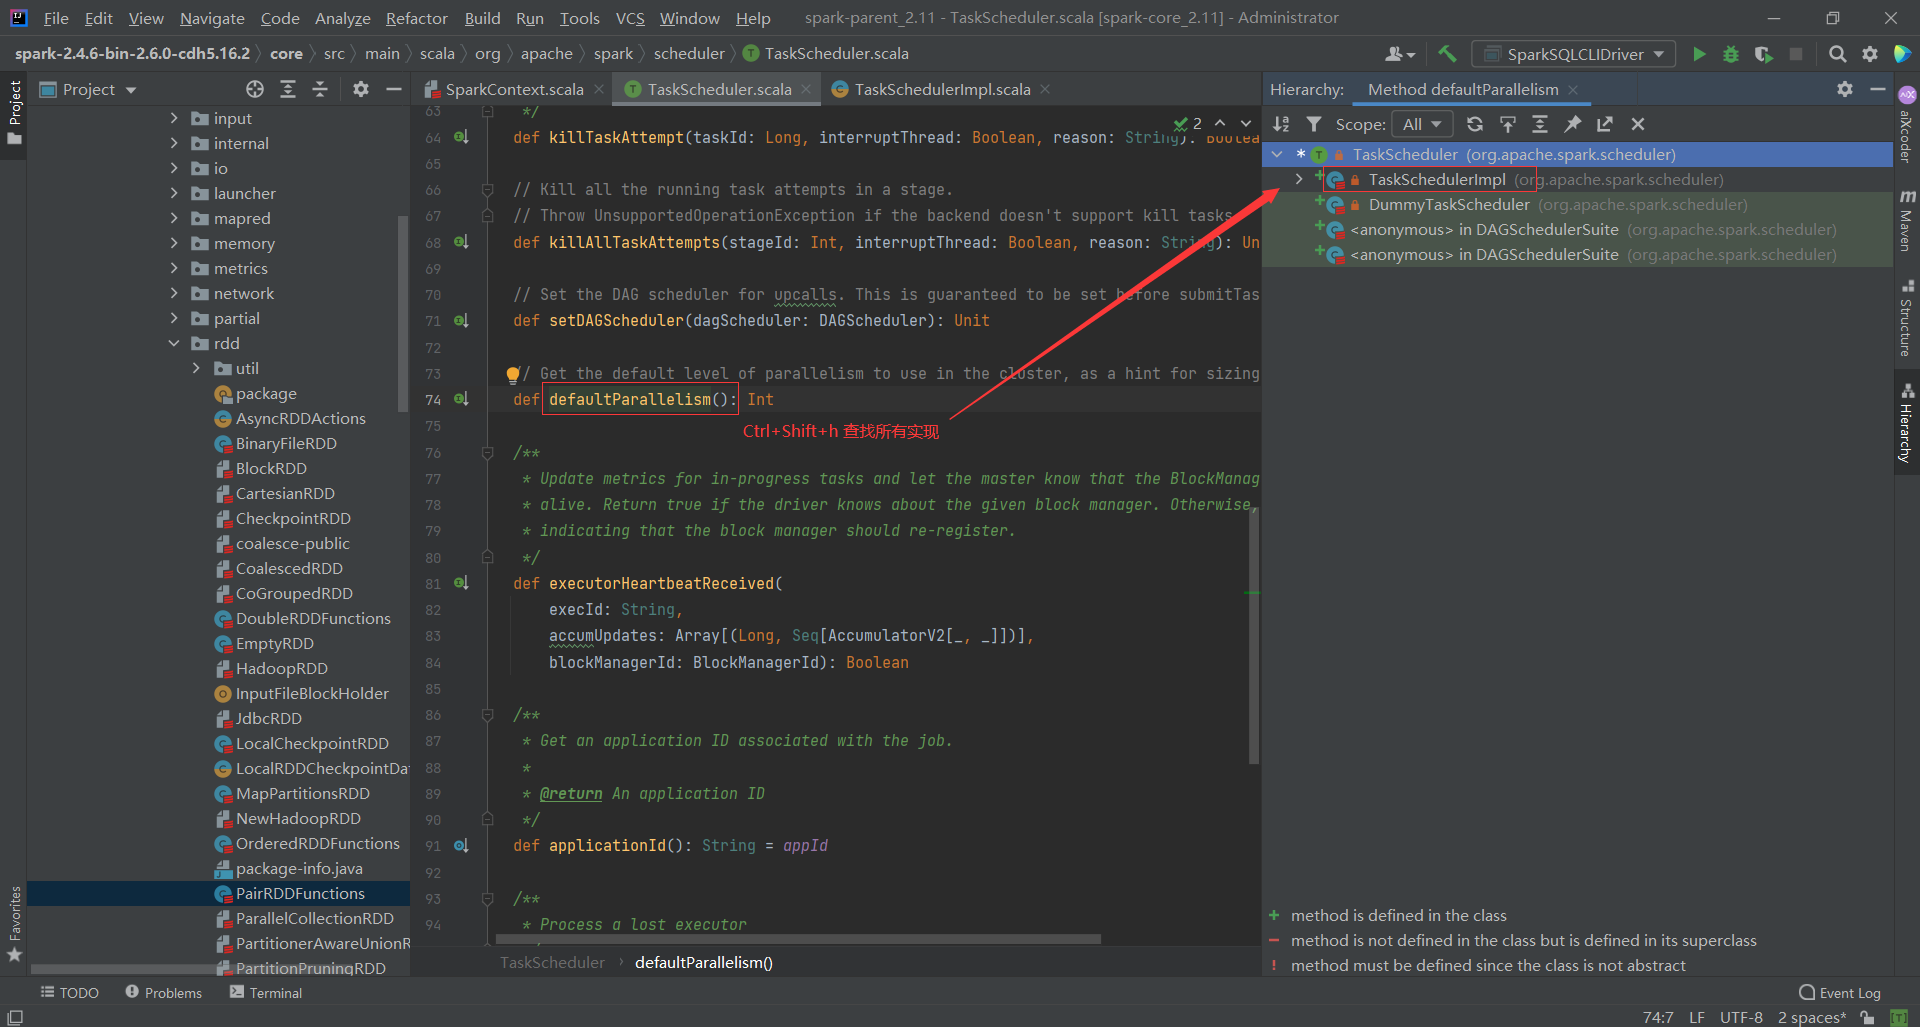 File Edit View Navigate Code Analyze Refactor Build Run Tools VCS Window Help spark-parent_2.11 - TaskScheduler.scala [spark-core_2.11] - Administrator
spark-2.4.6-bin-2.6.0-cdh5.16.2 core src main scala org apache spark scheduler TaskScheduler.scala SparkSQLCLIDriver
Project
Project
SparkContext.scala TaskScheduler.scala TaskSchedulerImpl.scala
Hierarchy: Method defaultParallelism
Scope: All
input
internal
io
launcher
mapred
memory
metrics
network
partial
rdd
util
package
AsyncRDDActions
BinaryFileRDD
BlockRDD
CartesianRDD
CheckpointRDD
coalesce-public
CoalescedRDD
CoGroupedRDD
DoubleRDDFunctions
EmptyRDD
HadoopRDD
InputFileBlockHolder
JdbcRDD
LocalCheckpointRDD
LocalRDDCheckpointDat
MapPartitionsRDD
NewHadoopRDD
OrderedRDDFunctions
package-info.java
PairRDDFunctions
ParallelCollectionRDD
PartitionerAwareUnionR
PartitionPruningRDD
Favorites
63 */
2
64 def killTaskAttempt(taskId: Long, interruptThread: Boolean, reason: String): Boolea
65
66 // Kill all the running task attempts in a stage.
67 // Throw UnsupportedOperationException if the backend doesn't support kill tasks
68 def killAllTaskAttempts(stageId: Int, interruptThread: Boolean, reason: String): Un
69
70 // Set the DAG scheduler for upcalls. This is guaranteed to be set before submitTas
71 def setDAGScheduler(dagScheduler: DAGScheduler): Unit
72
73 // Get the default level of parallelism to use in the cluster, as a hint for sizing
74 def defaultParallelism(): Int
75
Ctrl+Shift+h 查找所有实现
76 /**
77 * Update metrics for in-progress tasks and let the master know that the BlockManag
78 * alive. Return true if the driver knows about the given block manager. Otherwise,
79 * indicating that the block manager should re-register.
80 */
81 def executorHeartbeatReceived(
82 execId: String,
83 accumUpdates: Array[(Long, Seq[AccumulatorV2[_, _]])],
84 blockManagerId: BlockManagerId): Boolean
85
86 /**
87 * Get an application ID associated with the job.
88 *
89 * @return An application ID
90 */
91 def applicationId(): String = appId
92
93 /**
94 * Process a lost executor
TaskScheduler defaultParallelism()
* TaskScheduler (org.apache.spark.scheduler)
TaskSchedulerImpl (org.apache.spark.scheduler)
DummyTaskScheduler (org.apache.spark.scheduler)
<anonymous> in DAGSchedulerSuite (org.apache.spark.scheduler)
<anonymous> in DAGSchedulerSuite (org.apache.spark.scheduler)
+ method is defined in the class
− method is not defined in the class but is defined in its superclass
! method must be defined since the class is not abstract
aiXcoder
Maven
Structure
Hierarchy
TODO Problems Terminal Event Log
74:7 LF UTF-8 2 spaces* [T]